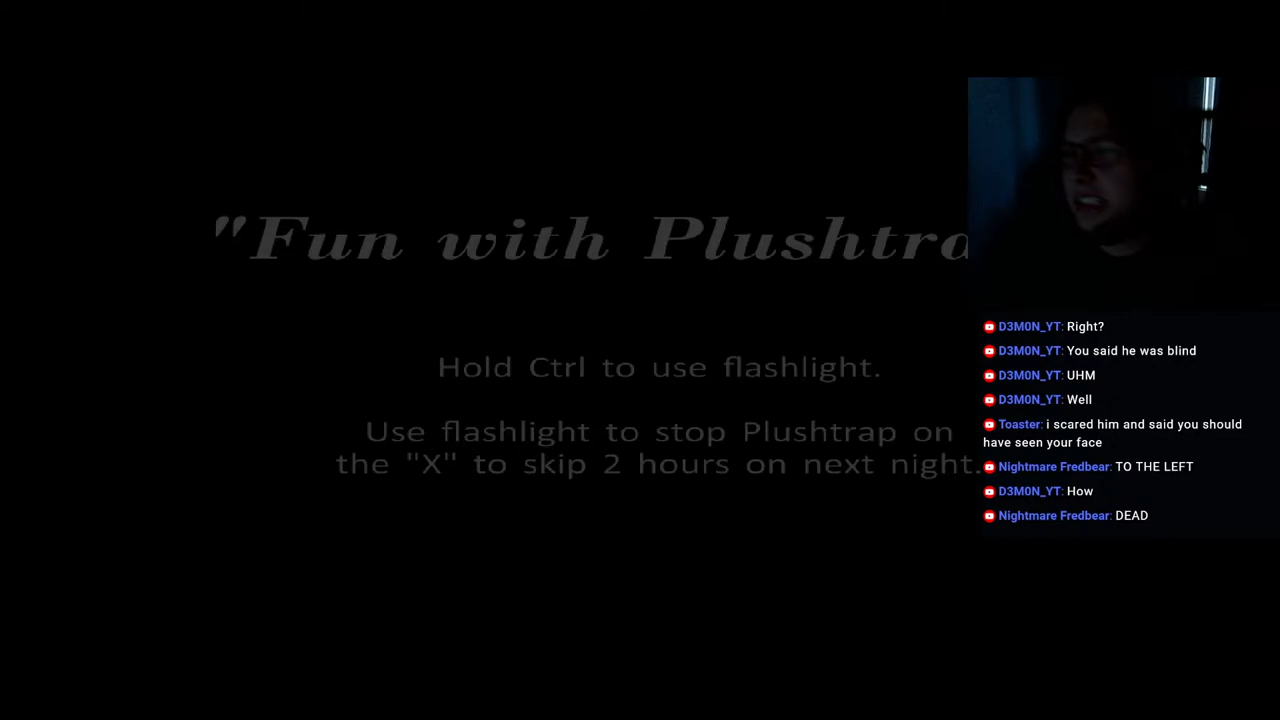 "Fun with Plushtra
Hold Ctrl to use flashlight.
Use flashlight to stop Plushtrap on
the "X" to skip 2 hours on next night.
D3M0N_YT: Right?
D3M0N_YT: You said he was blind
D3M0N_YT: UHM
D3M0N_YT: Well
Toaster: i scared him and said you should
have seen your face
Nightmare Fredbear: TO THE LEFT
D3M0N_YT: How
Nightmare Fredbear: DEAD